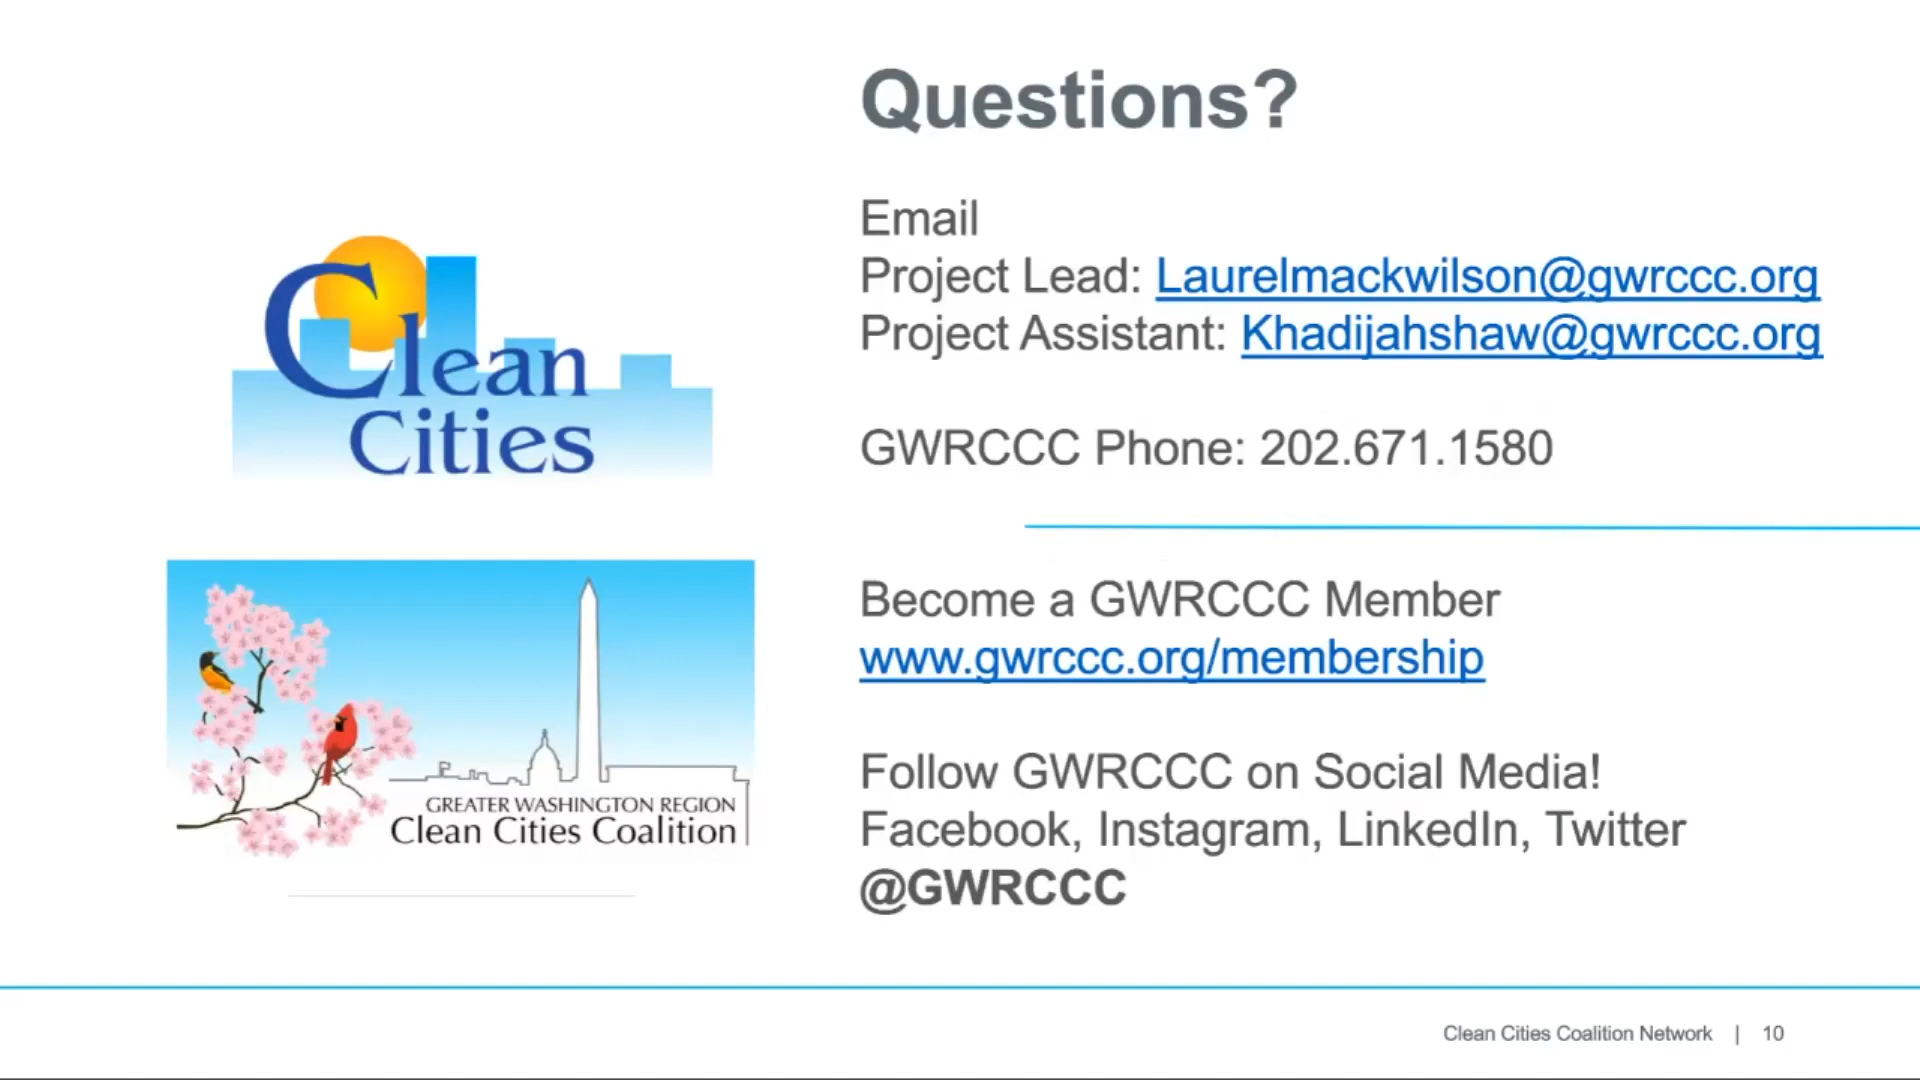 Questions?
Email
Project Lead: Laurelmackwilson@gwrccc.org
Project Assistant: Khadijahshaw@gwrccc.org
GWRCCC Phone: 202.671.1580
Clean
Cities
Become a GWRCCC Member
www.gwrccc.org/membership
Follow GWRCCC on Social Media!
Facebook, Instagram, LinkedIn, Twitter
@GWRCCC
GREATER WASHINGTON REGION
Clean Cities Coalition
Clean Cities Coalition Network | 10